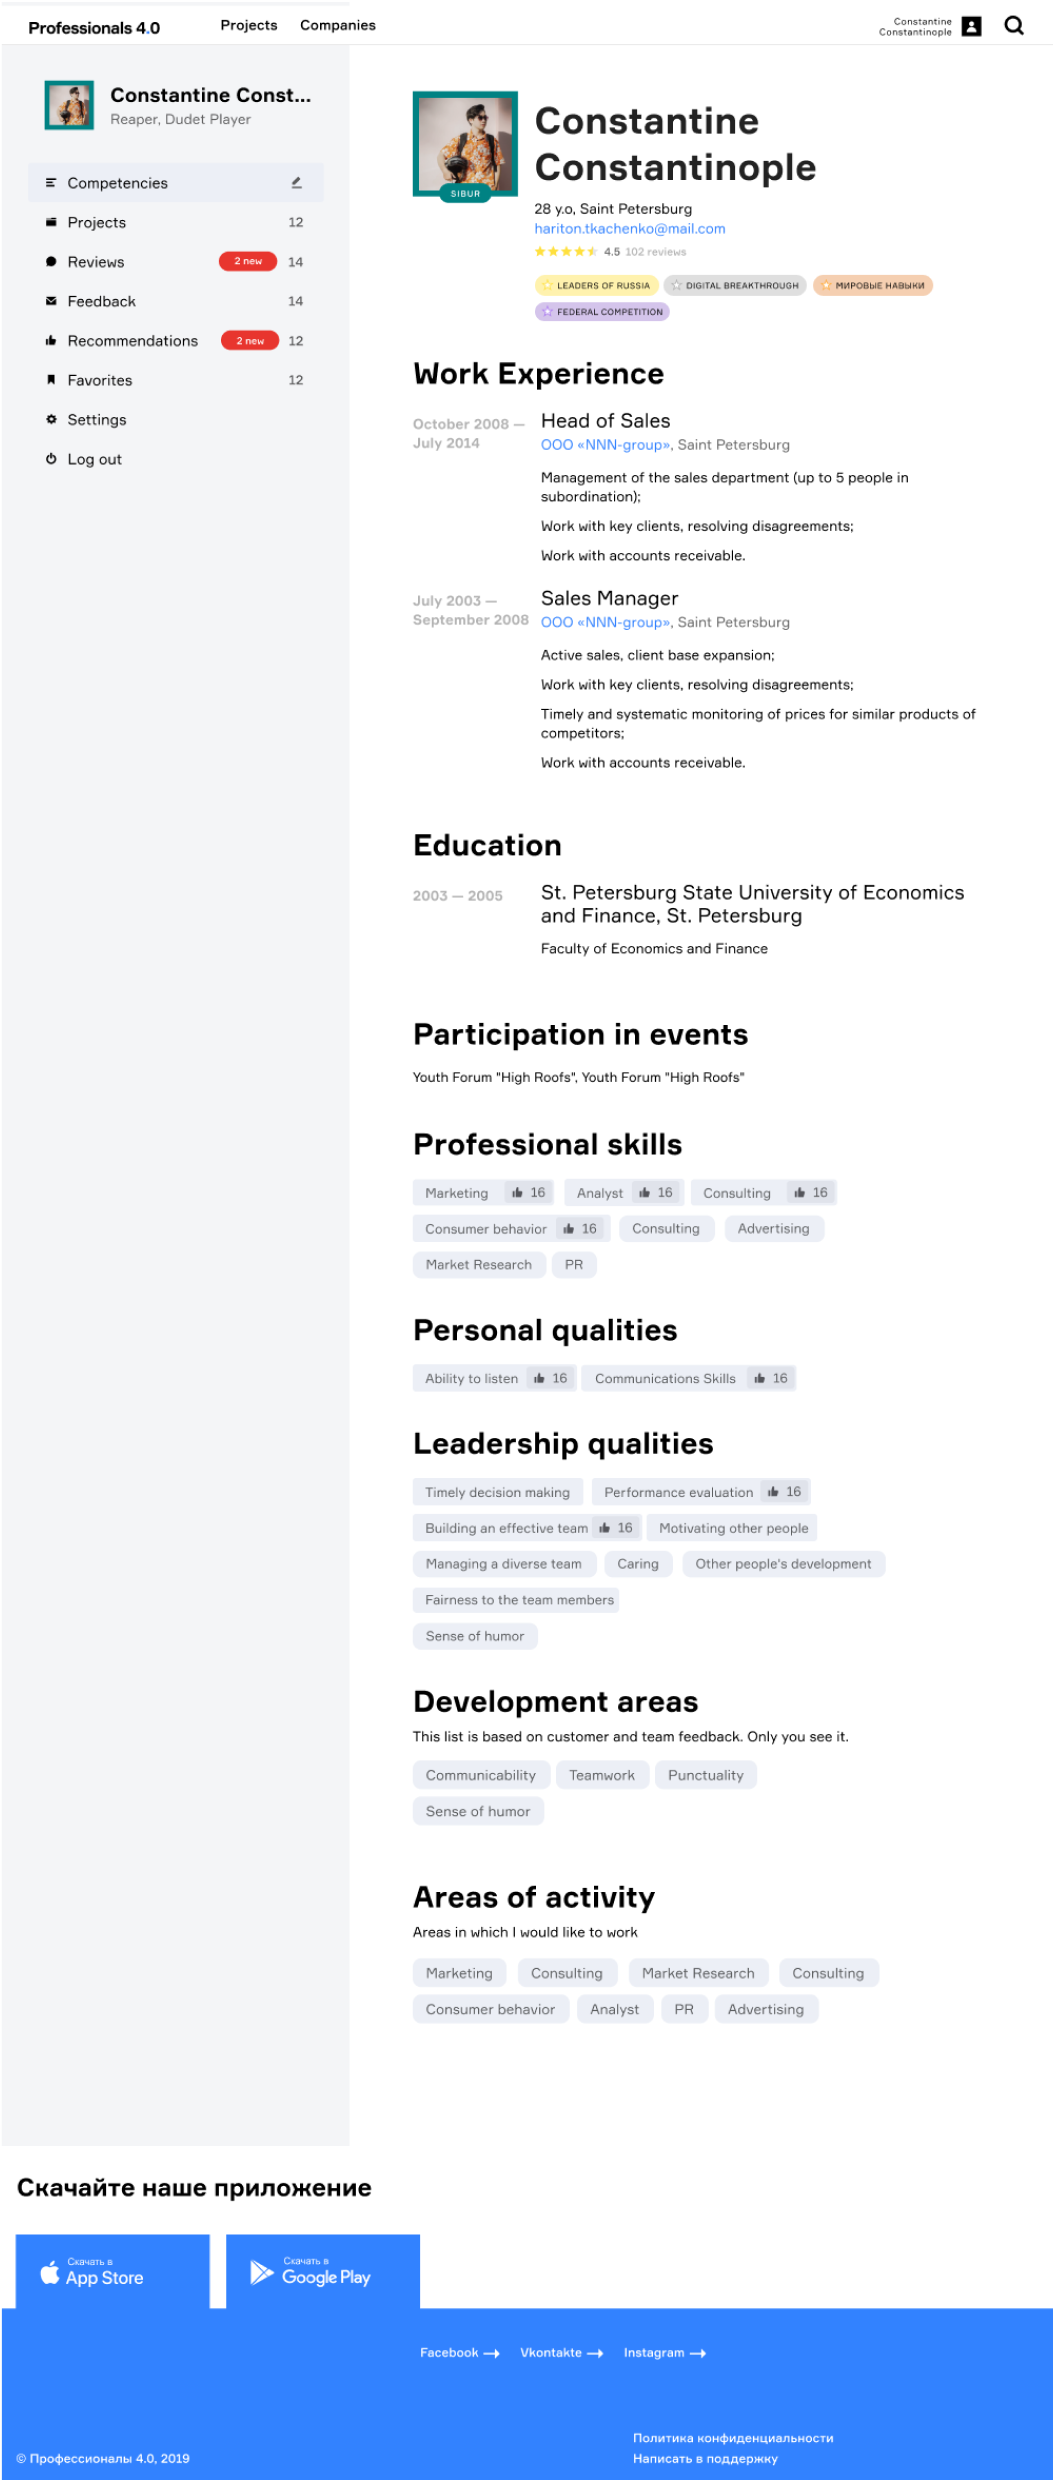 Professionals 4.0
Projects
Companies
Constantine
Constantinople
Constantine Const...
Reaper, Dudet Player
Competencies
Projects 12
Reviews 2 new 14
Feedback 14
Recommendations 2 new 12
Favorites 12
Settings
Log out
SIBUR
Constantine
Constantinople
28 y.o, Saint Petersburg
hariton.tkachenko@mail.com
4.5 102 reviews
LEADERS OF RUSSIA
DIGITAL BREAKTHROUGH
МИРОВЫЕ НАВЫКИ
FEDERAL COMPETITION
Work Experience
October 2008 —
July 2014
Head of Sales
ООО «NNN-group», Saint Petersburg
Management of the sales department (up to 5 people in
subordination);
Work with key clients, resolving disagreements;
Work with accounts receivable.
July 2003 —
September 2008
Sales Manager
ООО «NNN-group», Saint Petersburg
Active sales, client base expansion;
Work with key clients, resolving disagreements;
Timely and systematic monitoring of prices for similar products of
competitors;
Work with accounts receivable.
Education
2003 — 2005
St. Petersburg State University of Economics
and Finance, St. Petersburg
Faculty of Economics and Finance
Participation in events
Youth Forum "High Roofs", Youth Forum "High Roofs"
Professional skills
Marketing 16 Analyst 16 Consulting 16
Consumer behavior 16 Consulting Advertising
Market Research PR
Personal qualities
Ability to listen 16 Communications Skills 16
Leadership qualities
Timely decision making Performance evaluation 16
Building an effective team 16 Motivating other people
Managing a diverse team Caring Other people's development
Fairness to the team members
Sense of humor
Development areas
This list is based on customer and team feedback. Only you see it.
Communicability Teamwork Punctuality
Sense of humor
Areas of activity
Areas in which I would like to work
Marketing Consulting Market Research Consulting
Consumer behavior Analyst PR Advertising
Скачайте наше приложение
Скачать в
App Store
Скачать в
Google Play
Facebook → Vkontakte → Instagram →
Политика конфиденциальности
© Профессионалы 4.0, 2019
Написать в поддержку